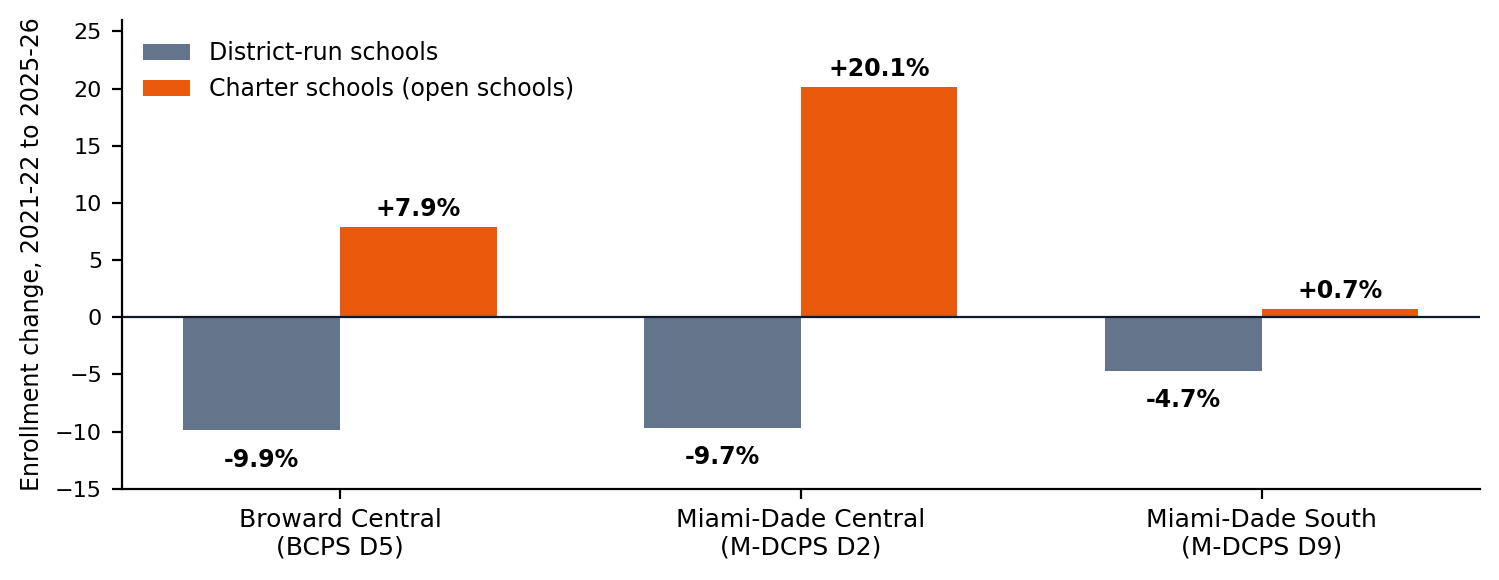 Enrollment change, 2021-22 to 2025-26
25
20
15
10
5
0
−5
−10
−15
District-run schools
Charter schools (open schools)
+7.9%
+20.1%
+0.7%
-9.9%
-9.7%
-4.7%
Broward Central
(BCPS D5)
Miami-Dade Central
(M-DCPS D2)
Miami-Dade South
(M-DCPS D9)